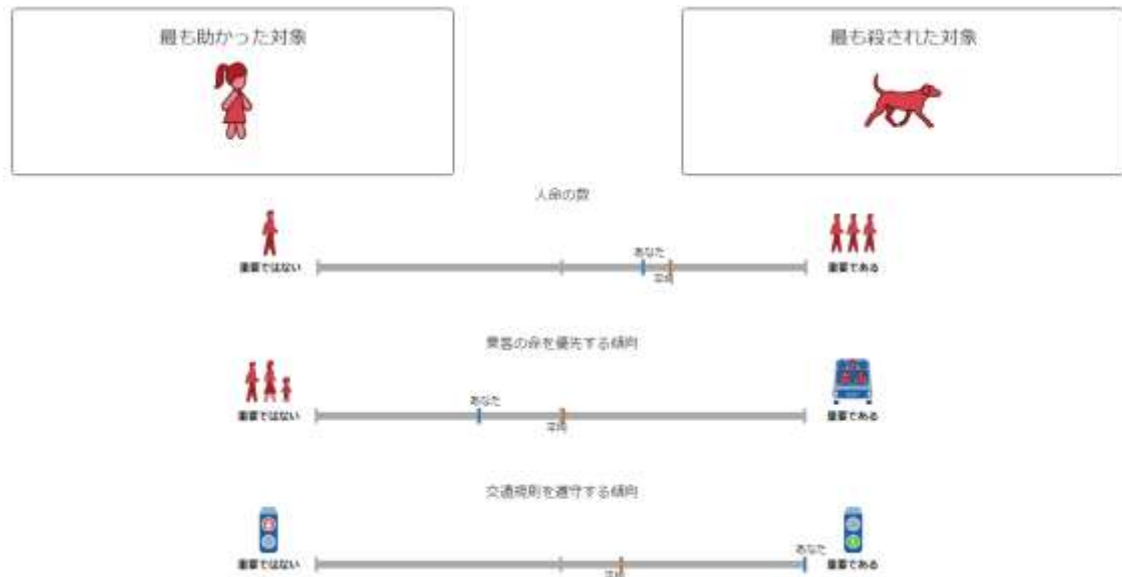 最も助かった対象
最も殺された対象
人命の数
あなた
重要ではない
重要である
平均
乗客の命を優先する傾向
あなた
重要ではない
重要である
平均
交通規則を遵守する傾向
あなた
重要ではない
重要である
平均